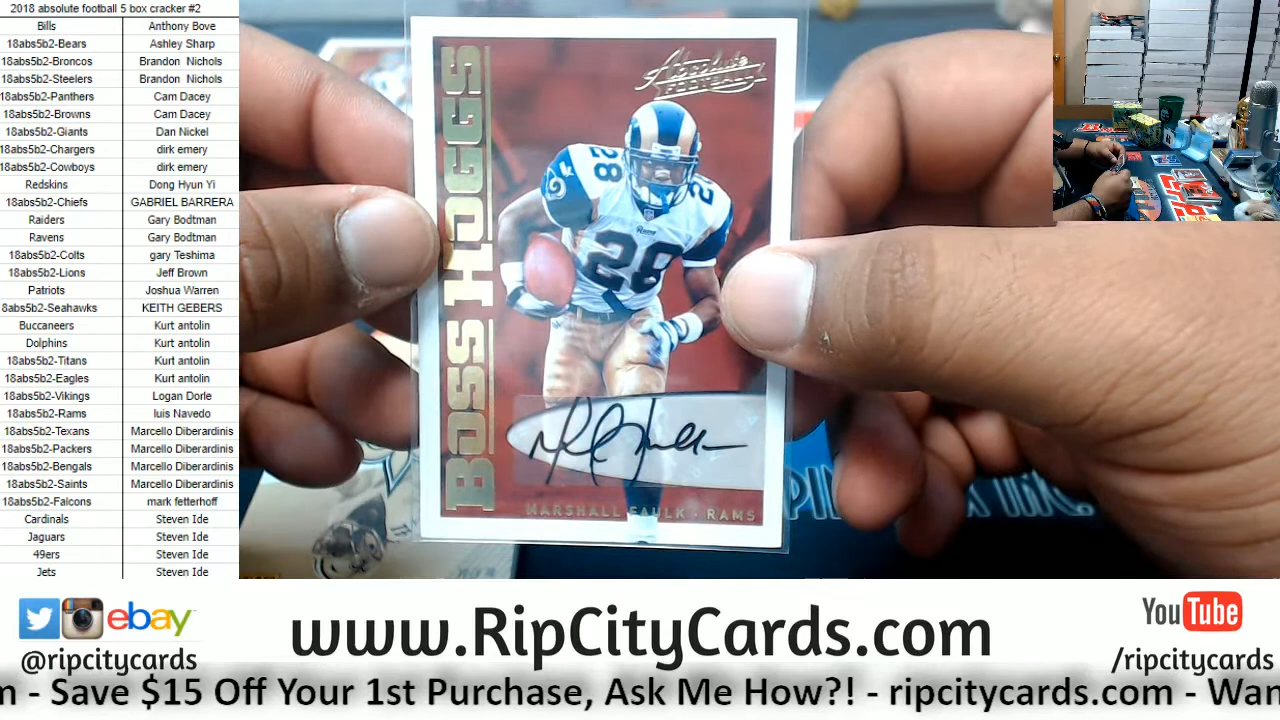 2018 absolute football 5 box cracker #2
Bills Anthony Bove
18abs5b2-Bears Ashley Sharp
18abs5b2-Broncos Brandon Nichols
18abs5b2-Steelers Brandon Nichols
18abs5b2-Panthers Cam Dacey
18abs5b2-Browns Cam Dacey
18abs5b2-Giants Dan Nickel
18abs5b2-Chargers dirk emery
18abs5b2-Cowboys dirk emery
Redskins Dong Hyun Yi
18abs5b2-Chiefs GABRIEL BARRERA
Raiders Gary Bodtman
Ravens Gary Bodtman
18abs5b2-Colts gary Teshima
18abs5b2-Lions Jeff Brown
Patriots Joshua Warren
8abs5b2-Seahawks KEITH GEBERS
Buccaneers Kurt antolin
Dolphins Kurt antolin
18abs5b2-Titans Kurt antolin
18abs5b2-Eagles Kurt antolin
18abs5b2-Vikings Logan Dorle
18abs5b2-Rams luis Navedo
18abs5b2-Texans Marcello Diberardinis
18abs5b2-Packers Marcello Diberardinis
18abs5b2-Bengals Marcello Diberardinis
18abs5b2-Saints Marcello Diberardinis
18abs5b2-Falcons mark fetterhoff
Cardinals Steven Ide
Jaguars Steven Ide
49ers Steven Ide
Jets Steven Ide
BOSS HOGGS
Absolute
FOOTBALL
28
28
28
RAMS
MARSHALL FAULK · RAMS
ebay
@ripcitycards
www.RipCityCards.com
YouTube
/ripcitycards
m - Save $15 Off Your 1st Purchase, Ask Me How?! - ripcitycards.com - Wan